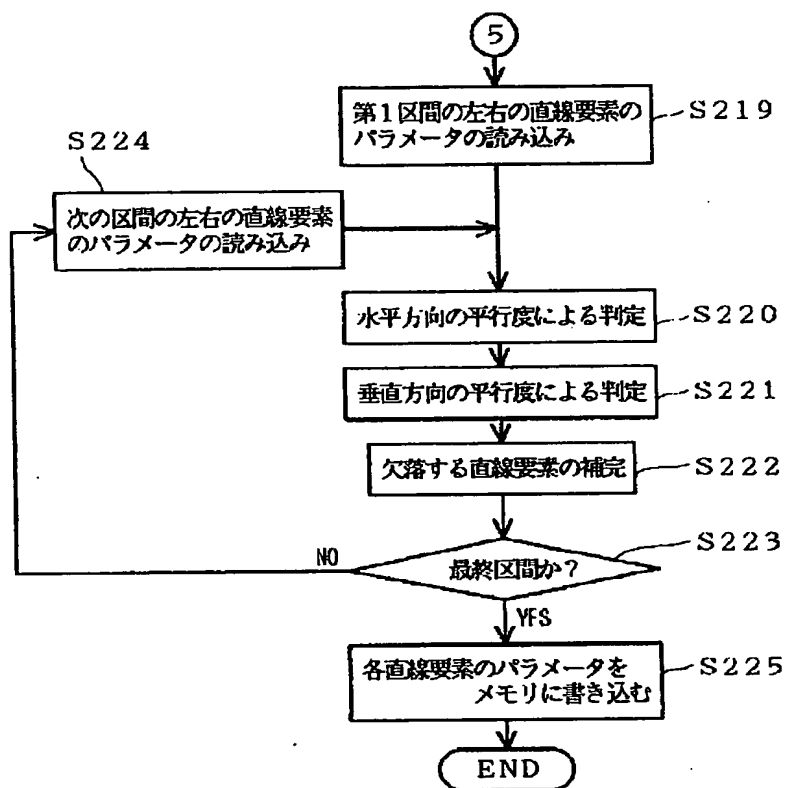 5
第1区間の左右の直線要素の
パラメータの読み込み
S219
S224
次の区間の左右の直線要素
のパラメータの読み込み
水平方向の平行度による判定
S220
垂直方向の平行度による判定
S221
欠落する直線要素の補完
S222
最終区間か?
S223
NO
YES
各直線要素のパラメータを
メモリに書き込む
S225
END